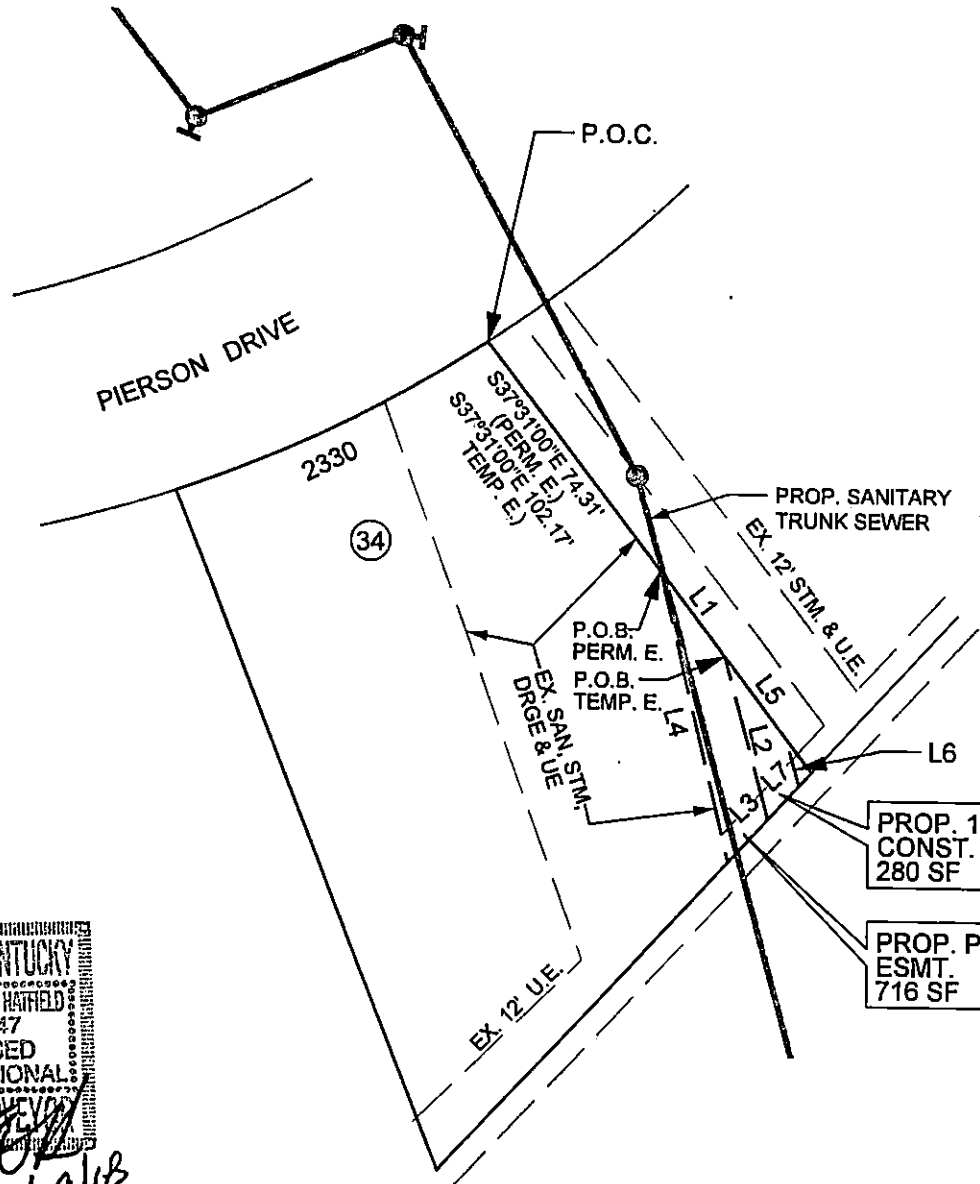 P.O.C.
PIERSON DRIVE
2330
34
S37°31'00"E 74.31'
(PERM. E.)
S37°31'00"E 102.17'
TEMP. E.)
PROP. SANITARY
TRUNK SEWER
EX. 12' STM. & U.E.
L1
P.O.B.
PERM. E.
P.O.B.
TEMP. E.
L5
L4
L2
EX. SAN, STM,
DRGE & UE
L6
L7
L3
PROP. 1
CONST.
280 SF
PROP. P
ESMT.
716 SF
EX. 12' U.E.
HATFIELD
47